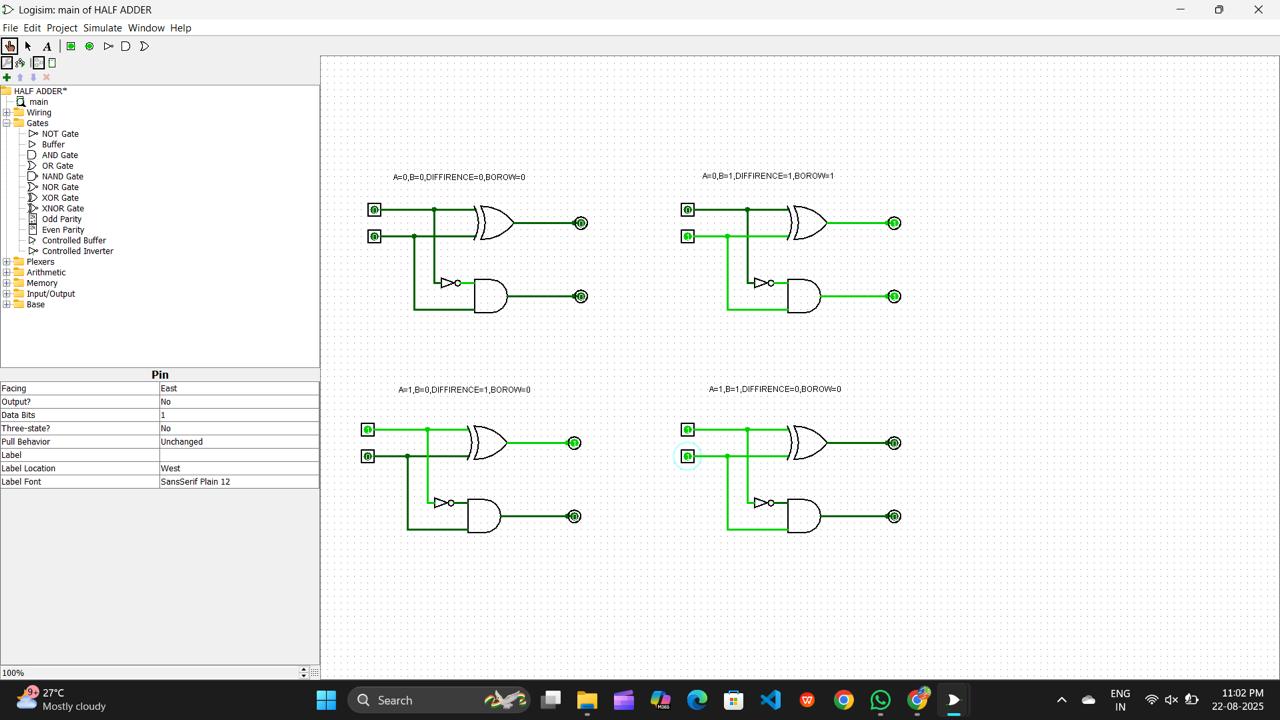 Logisim: main of HALF ADDER
File Edit Project Simulate Window Help
A
HALF ADDER*
main
Wiring
Gates
NOT Gate
Buffer
AND Gate
OR Gate
NAND Gate
NOR Gate
XOR Gate
XNOR Gate
Odd Parity
Even Parity
Controlled Buffer
Controlled Inverter
Plexers
Arithmetic
Memory
Input/Output
Base
Pin
Facing East
Output? No
Data Bits 1
Three-state? No
Pull Behavior Unchanged
Label
Label Location West
Label Font SansSerif Plain 12
100%
A=0,B=0,DIFFIRENCE=0,BOROW=0
0 0
0 0
A=0,B=1,DIFFIRENCE=1,BOROW=1
0 1
1 1
A=1,B=0,DIFFIRENCE=1,BOROW=0
1 1
0 0
A=1,B=1,DIFFIRENCE=0,BOROW=0
1 0
1 0
9+
27°C
Mostly cloudy
Search
M365
ENG
IN
11:02 PM
22-08-2025